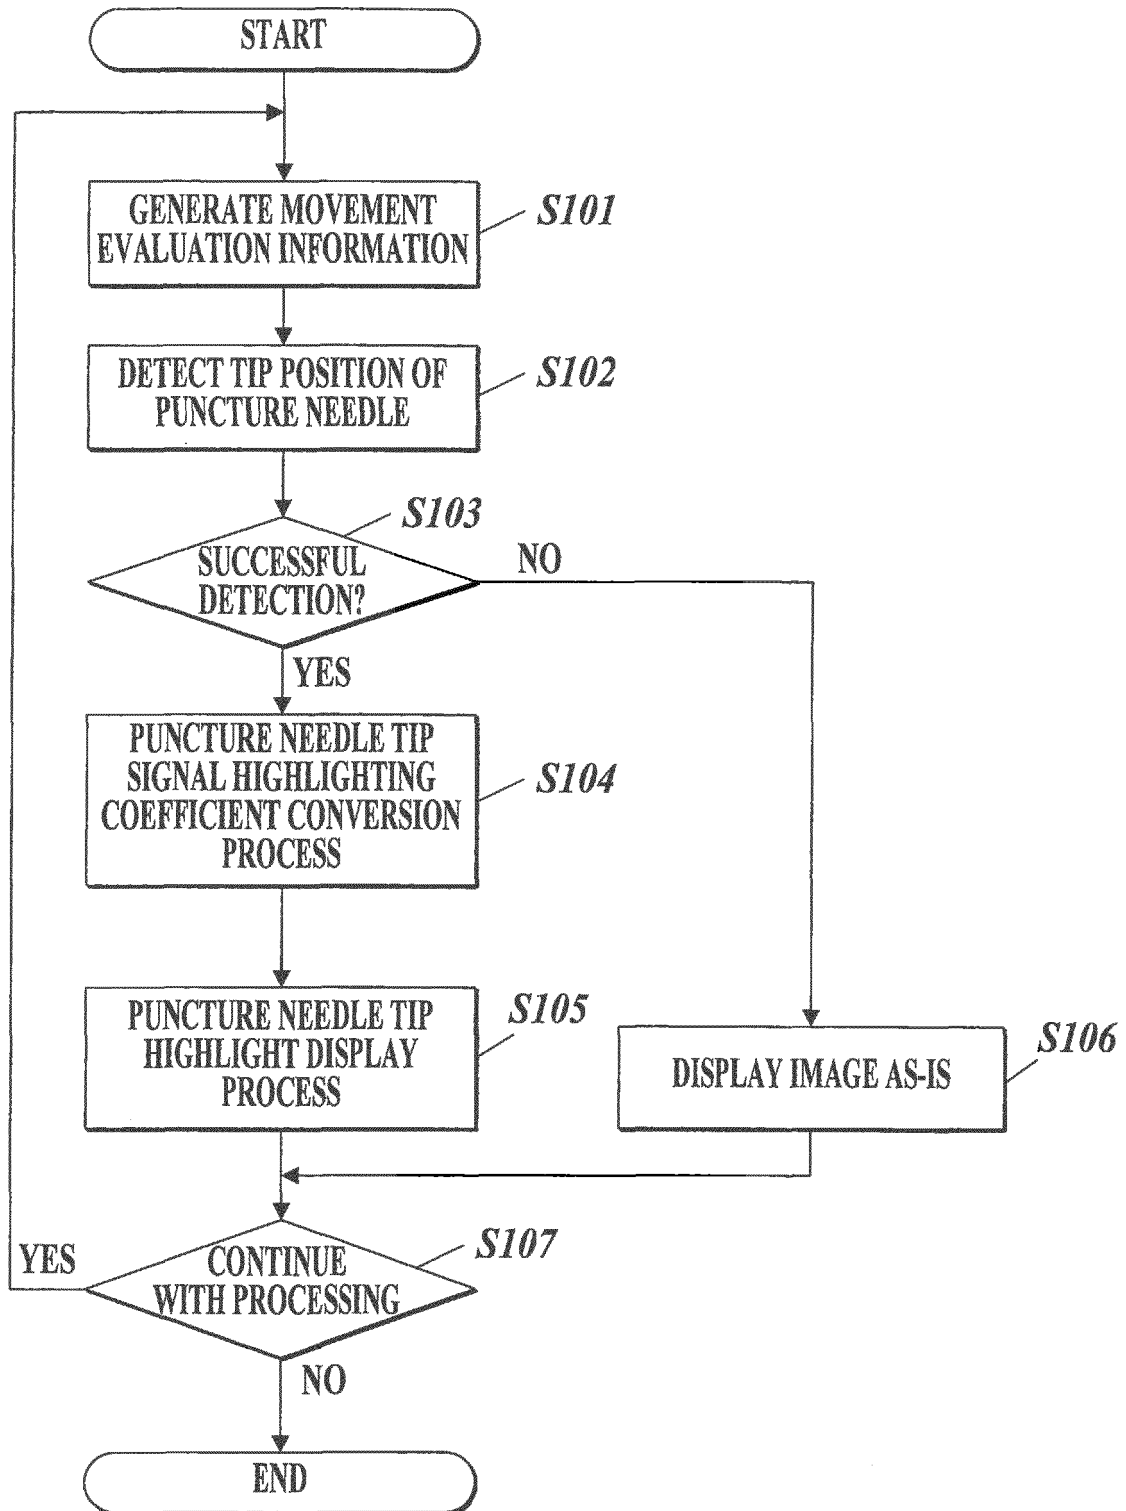 START
GENERATE MOVEMENT
EVALUATION INFORMATION
S101
DETECT TIP POSITION OF
PUNCTURE NEEDLE
S102
S103
SUCCESSFUL
DETECTION?
NO
YES
PUNCTURE NEEDLE TIP
SIGNAL HIGHLIGHTING
COEFFICIENT CONVERSION
PROCESS
S104
PUNCTURE NEEDLE TIP
HIGHLIGHT DISPLAY
PROCESS
S105
DISPLAY IMAGE AS-IS
S106
S107
YES
CONTINUE
WITH PROCESSING
NO
END